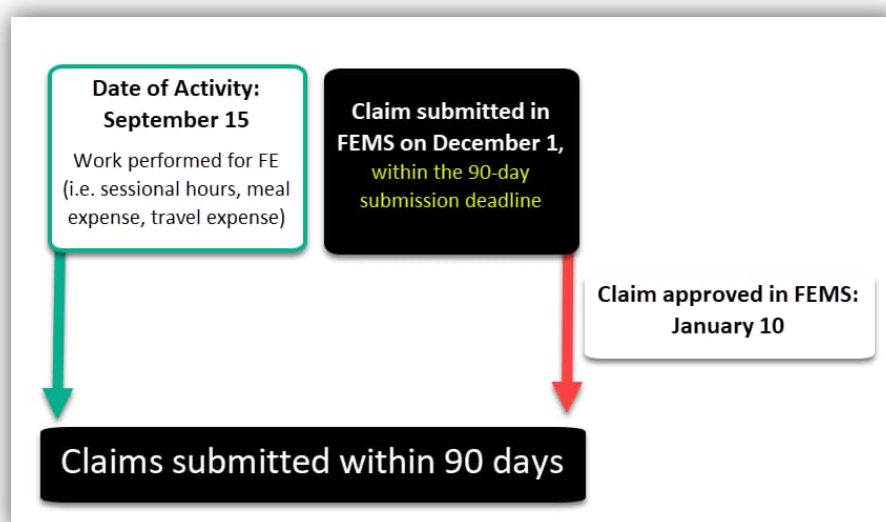 Date of Activity:
September 15
Work performed for FE
(i.e. sessional hours, meal
expense, travel expense)
Claim submitted in
FEMS on December 1,
within the 90-day
submission deadline
Claim approved in FEMS:
January 10
Claims submitted within 90 days